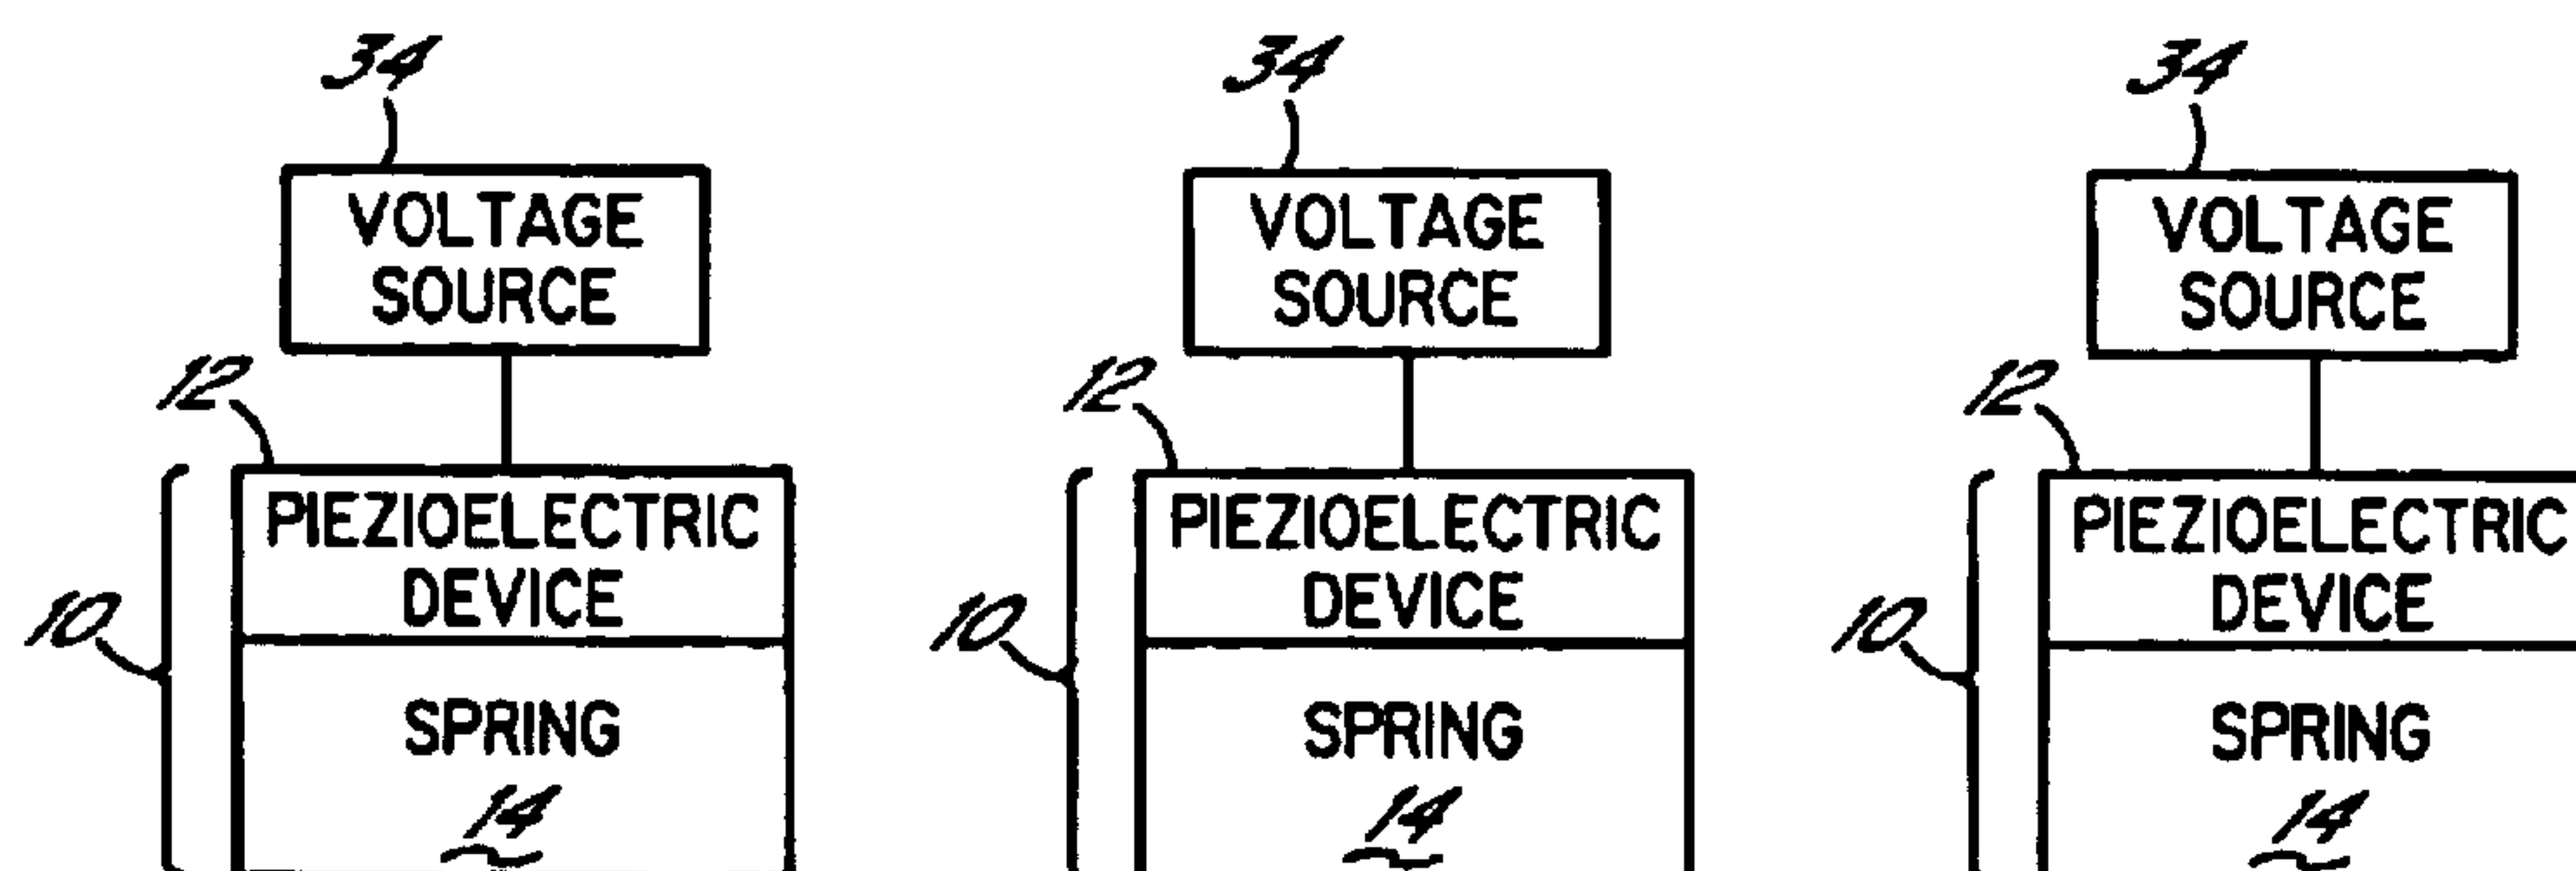 34 34 34
VOLTAGE VOLTAGE VOLTAGE
SOURCE SOURCE SOURCE
12 12 12
PIEZIOELECTRIC PIEZIOELECTRIC PIEZIOELECTRIC
DEVICE DEVICE DEVICE
10 10 10
SPRING SPRING SPRING
14 14 14